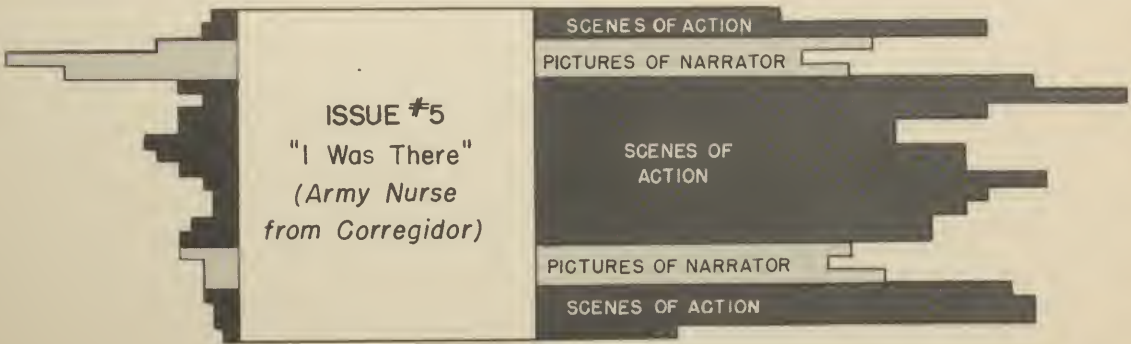 SCENES OF ACTION
PICTURES OF NARRATOR
ISSUE #5
"I Was There"
(Army Nurse
from Corregidor)
SCENES OF
ACTION
PICTURES OF NARRATOR
SCENES OF ACTION